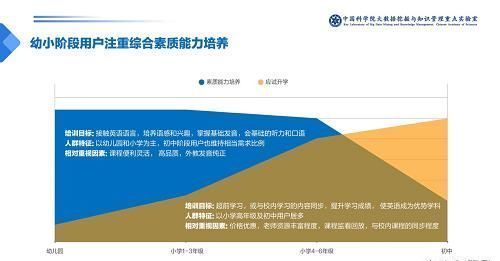 中国科学院大数据挖掘与知识管理重点实验室
Key Laboratory of Big Data Mining and Knowledge Management, Chinese Academy of Sciences
幼小阶段用户注重综合素质能力培养
素质能力培养 应试升学
培训目标: 接触英语语言，培养语感和兴趣，掌握基础发音，会基础的听力和口语
人群特征: 以幼儿园和小学为主，初中阶段用户也维持相当需求比例
相对重视因素: 课程便利灵活，高品质，外教发音纯正
培训目标: 超前学习，或与校内学习的内容同步，提升学习成绩，使英语成为优势学科
人群特征: 以小学高年级及初中用户居多
相对重视因素: 价格优惠，老师资源丰富程度，课程监看回放，与校内课程的同步程度
幼儿园 小学1-3年级 小学4-6年级 初中